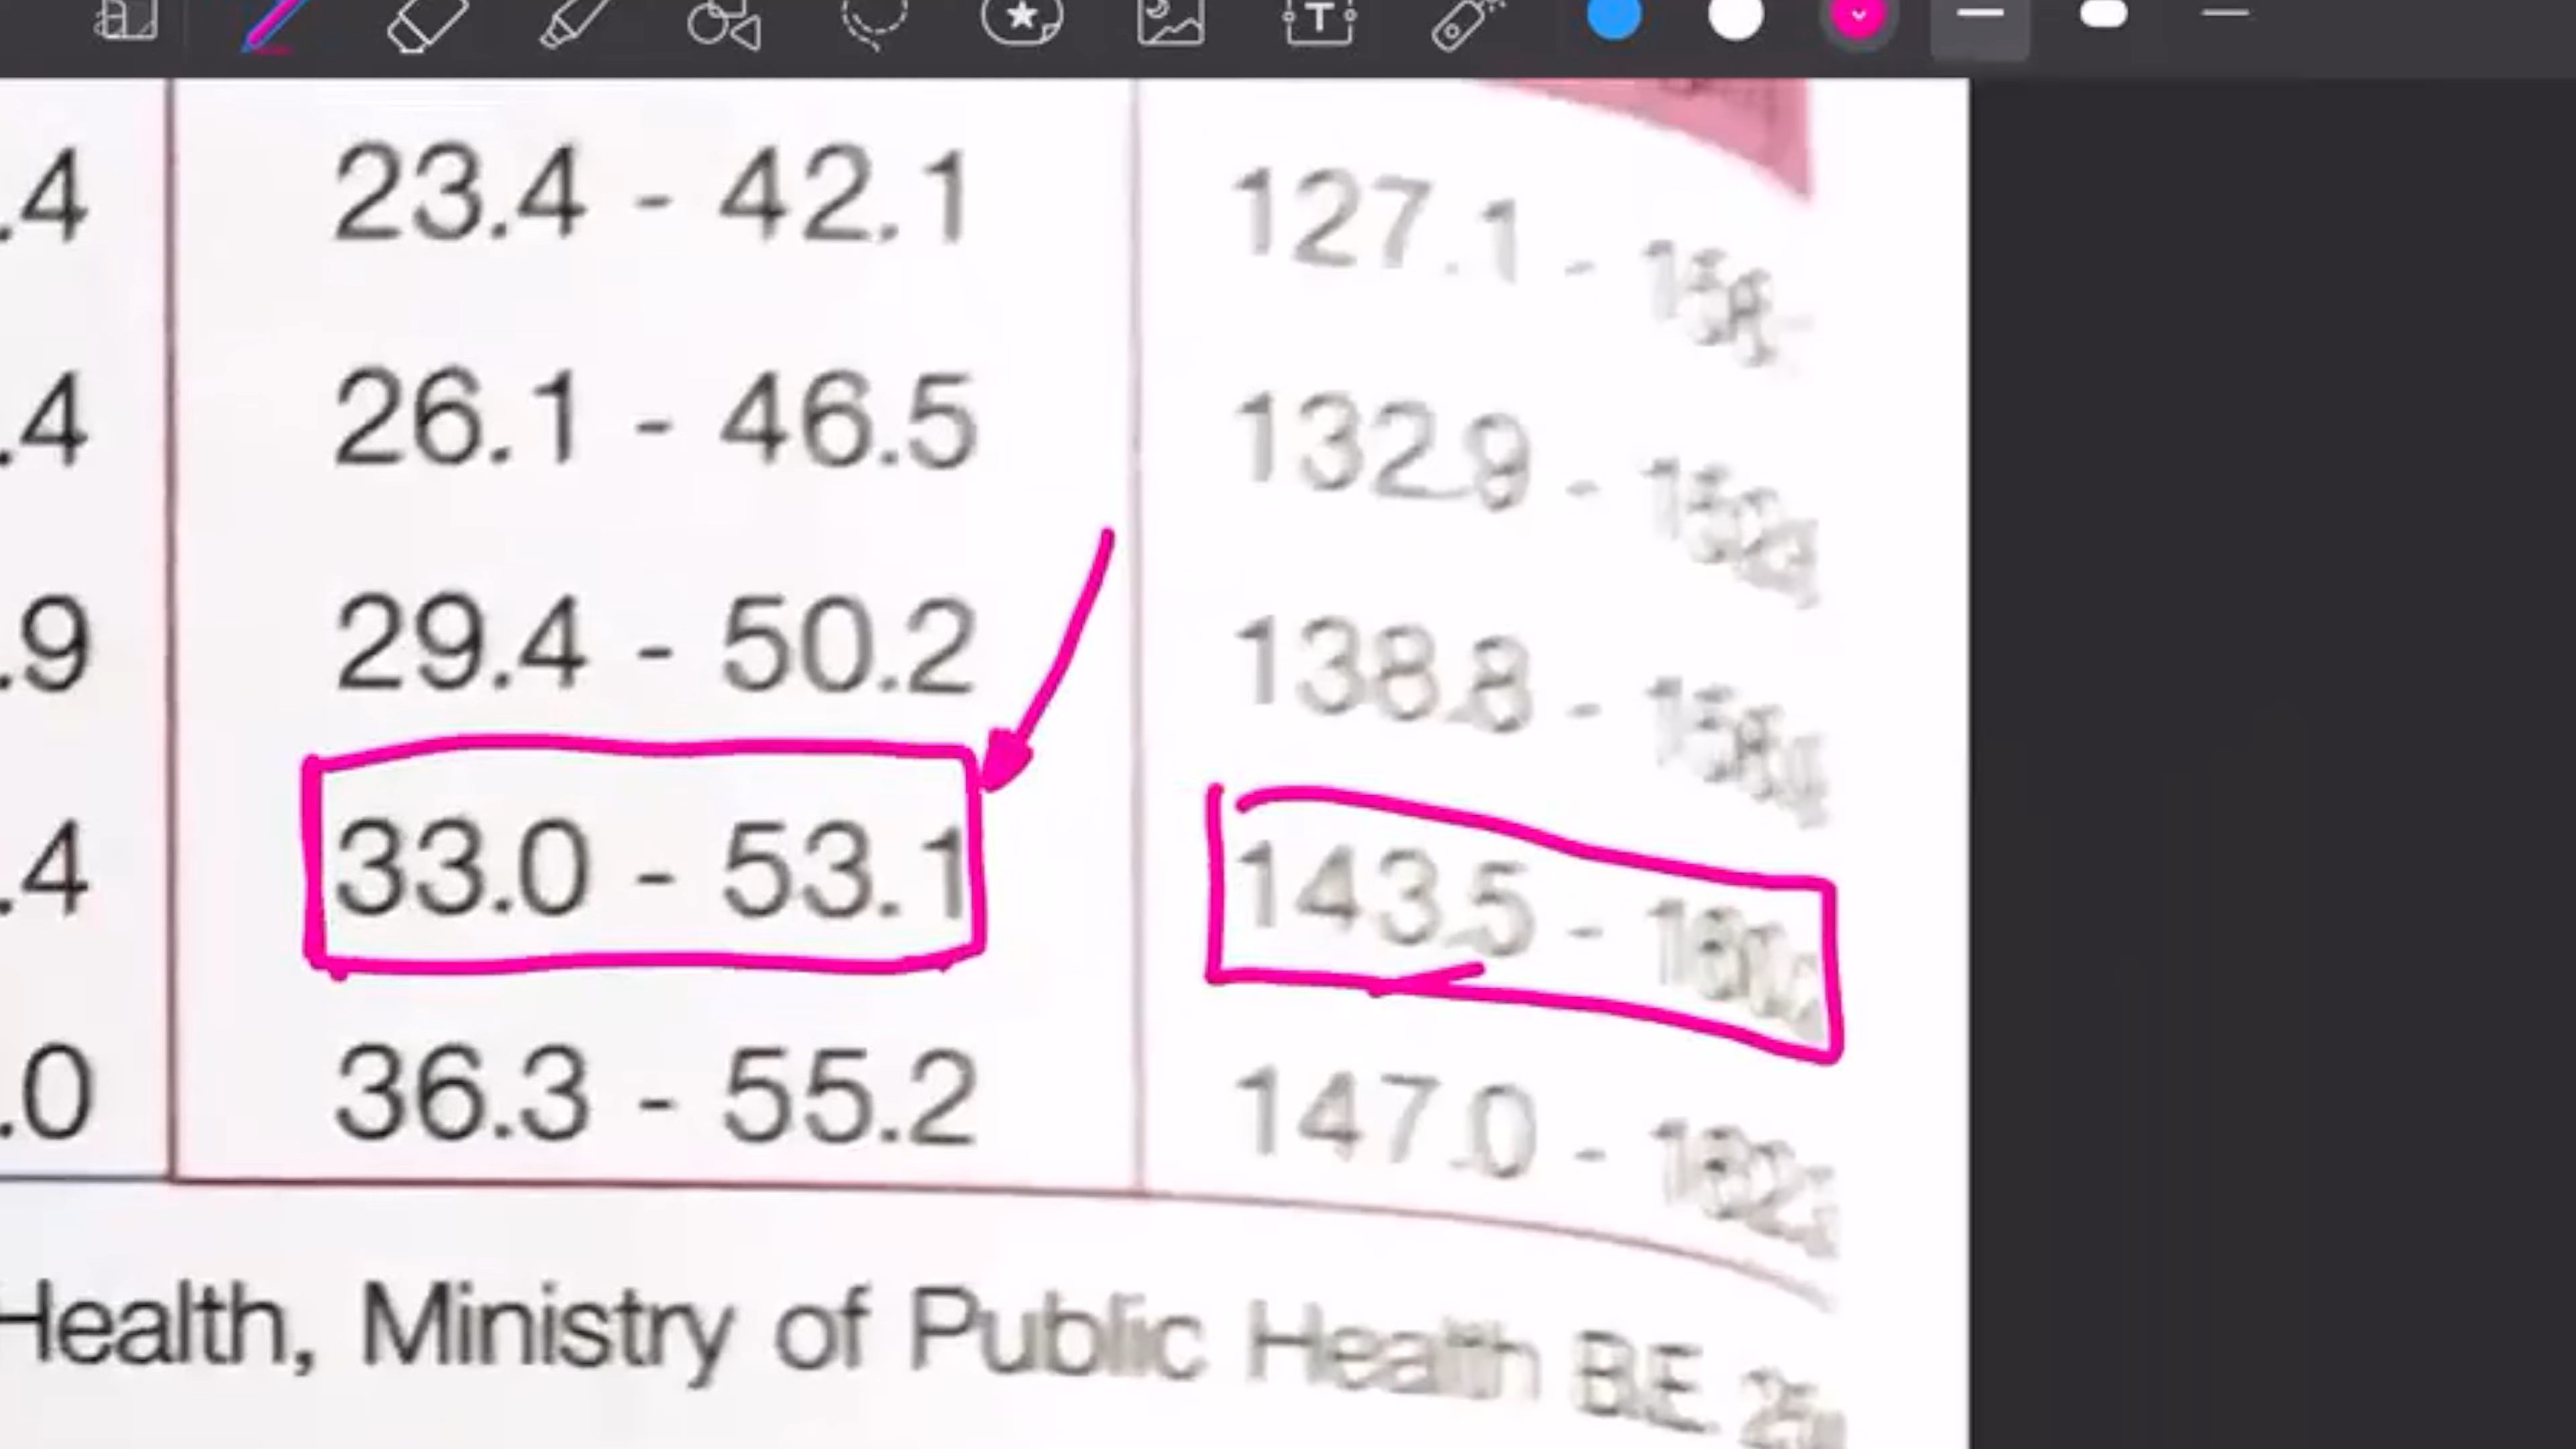 .4 23.4 - 42.1 127.1 -
.4 26.1 - 46.5 132.9 -
.9 29.4 - 50.2 138.8 -
.4 33.0 - 53.1 143.5 -
.0 36.3 - 55.2 147.0 -
Health, Ministry of Public Health B.E.